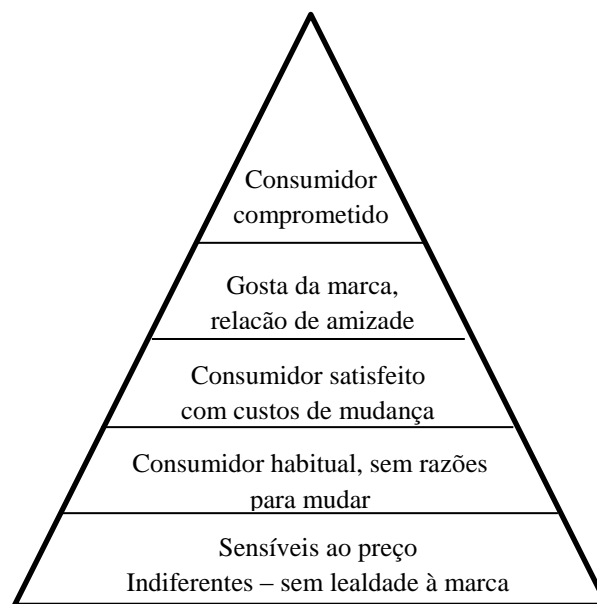 Consumidor
comprometido
Gosta da marca,
relacão de amizade
Consumidor satisfeito
com custos de mudança
Consumidor habitual, sem razões
para mudar
Sensíveis ao preço
Indiferentes – sem lealdade à marca